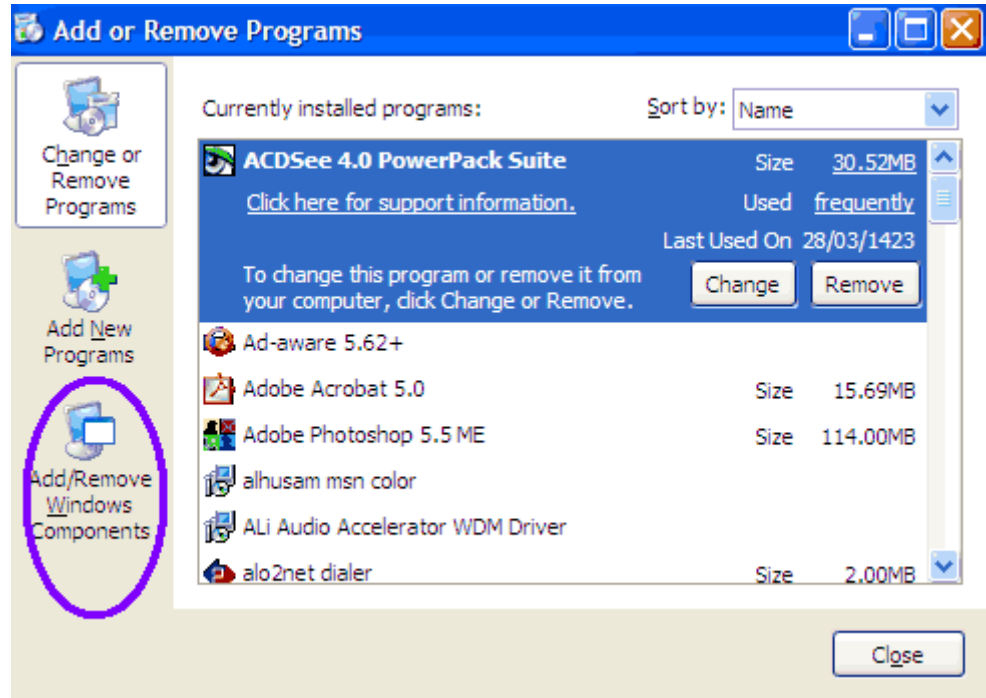 Add or Remove Programs
Change or
Remove
Programs
Add New
Programs
Add/Remove
Windows
Components
Currently installed programs: Sort by: Name
ACDSee 4.0 PowerPack Suite Size 30.52MB
Click here for support information. Used frequently
Last Used On 28/03/1423
To change this program or remove it from
your computer, click Change or Remove. Change Remove
Ad-aware 5.62+
Adobe Acrobat 5.0 Size 15.69MB
Adobe Photoshop 5.5 ME Size 114.00MB
alhusam msn color
ALi Audio Accelerator WDM Driver
alo2net dialer Size 2.00MB
Close